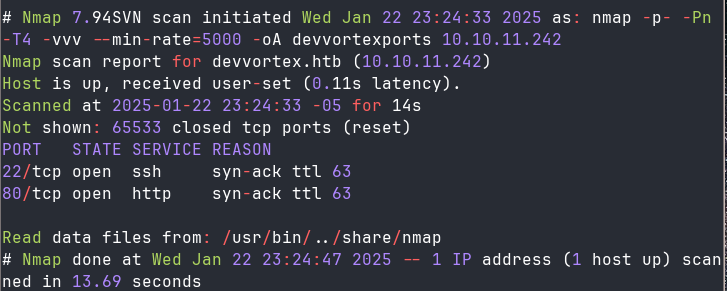 # Nmap 7.94SVN scan initiated Wed Jan 22 23:24:33 2025 as: nmap -p- -Pn
-T4 -vvv --min-rate=5000 -oA devvortexports 10.10.11.242
Nmap scan report for devvortex.htb (10.10.11.242)
Host is up, received user-set (0.11s latency).
Scanned at 2025-01-22 23:24:33 -05 for 14s
Not shown: 65533 closed tcp ports (reset)
PORT   STATE SERVICE REASON
22/tcp open  ssh     syn-ack ttl 63
80/tcp open  http    syn-ack ttl 63
Read data files from: /usr/bin/../share/nmap
# Nmap done at Wed Jan 22 23:24:47 2025 -- 1 IP address (1 host up) scan
ned in 13.69 seconds